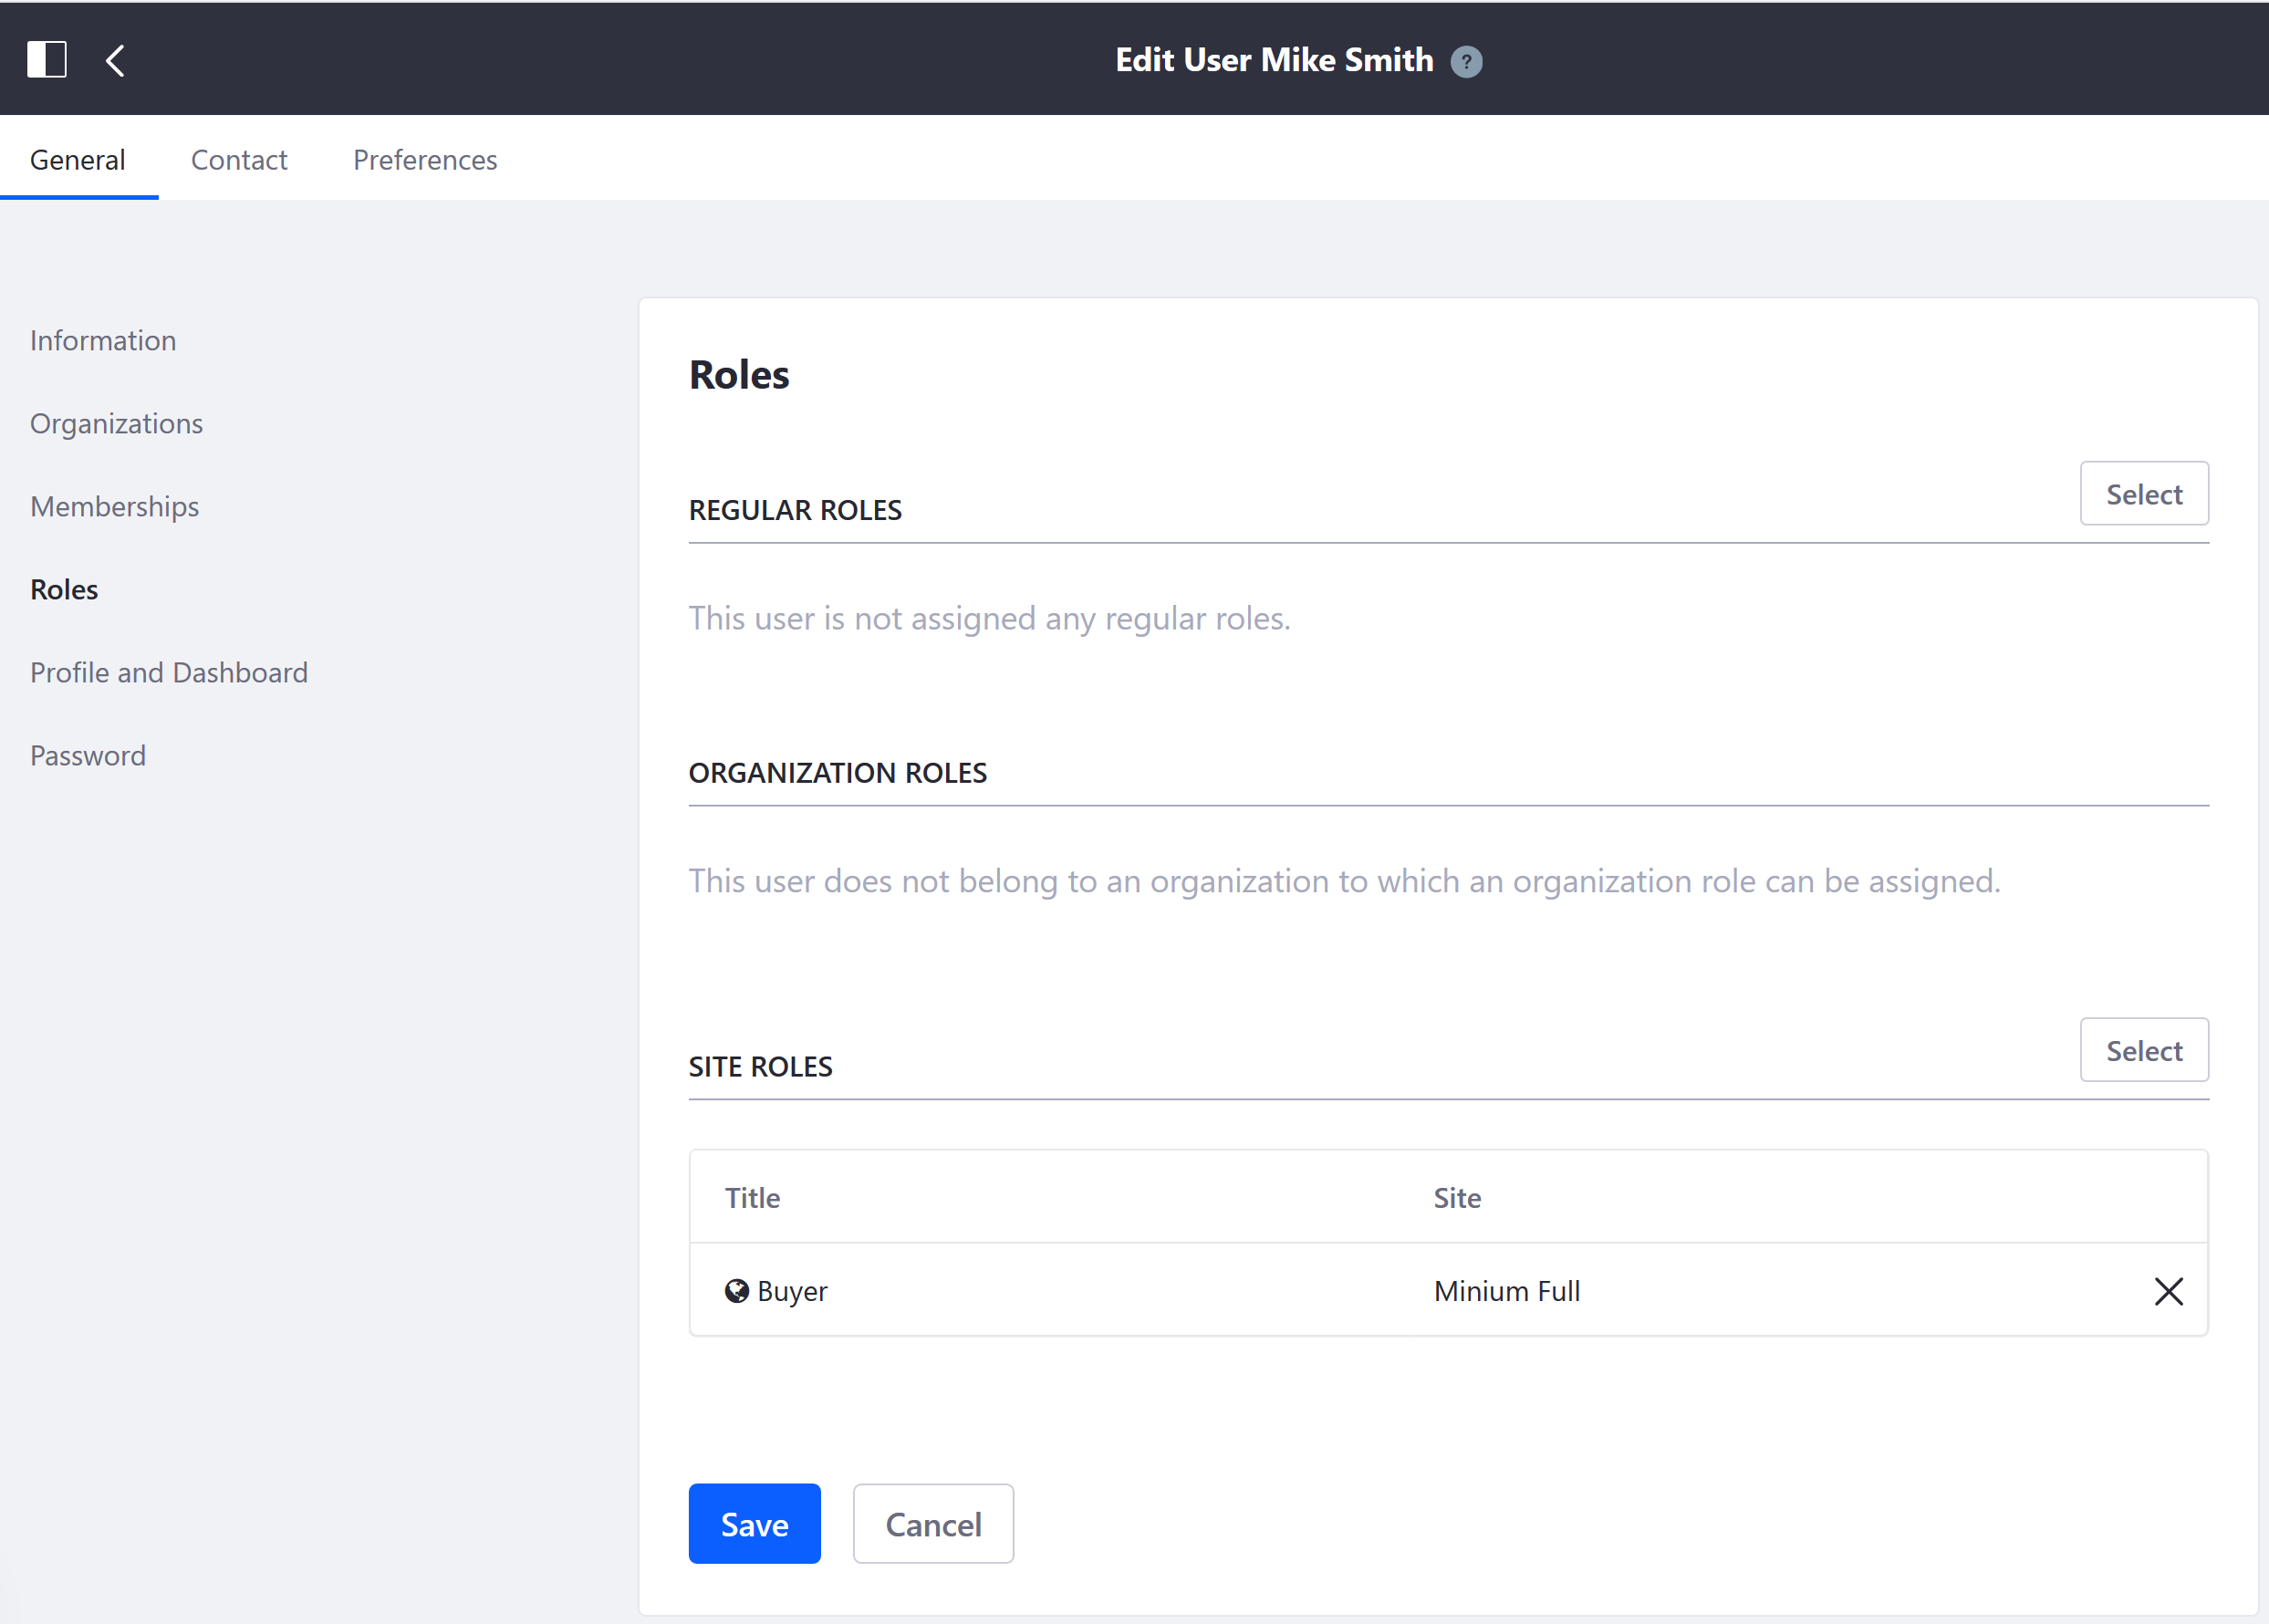 Edit User Mike Smith ?
General Contact Preferences
Information
Organizations
Memberships
Roles
Profile and Dashboard
Password
Roles
REGULAR ROLES Select
This user is not assigned any regular roles.
ORGANIZATION ROLES
This user does not belong to an organization to which an organization role can be assigned.
SITE ROLES Select
Title Site
Buyer Minium Full
Save Cancel